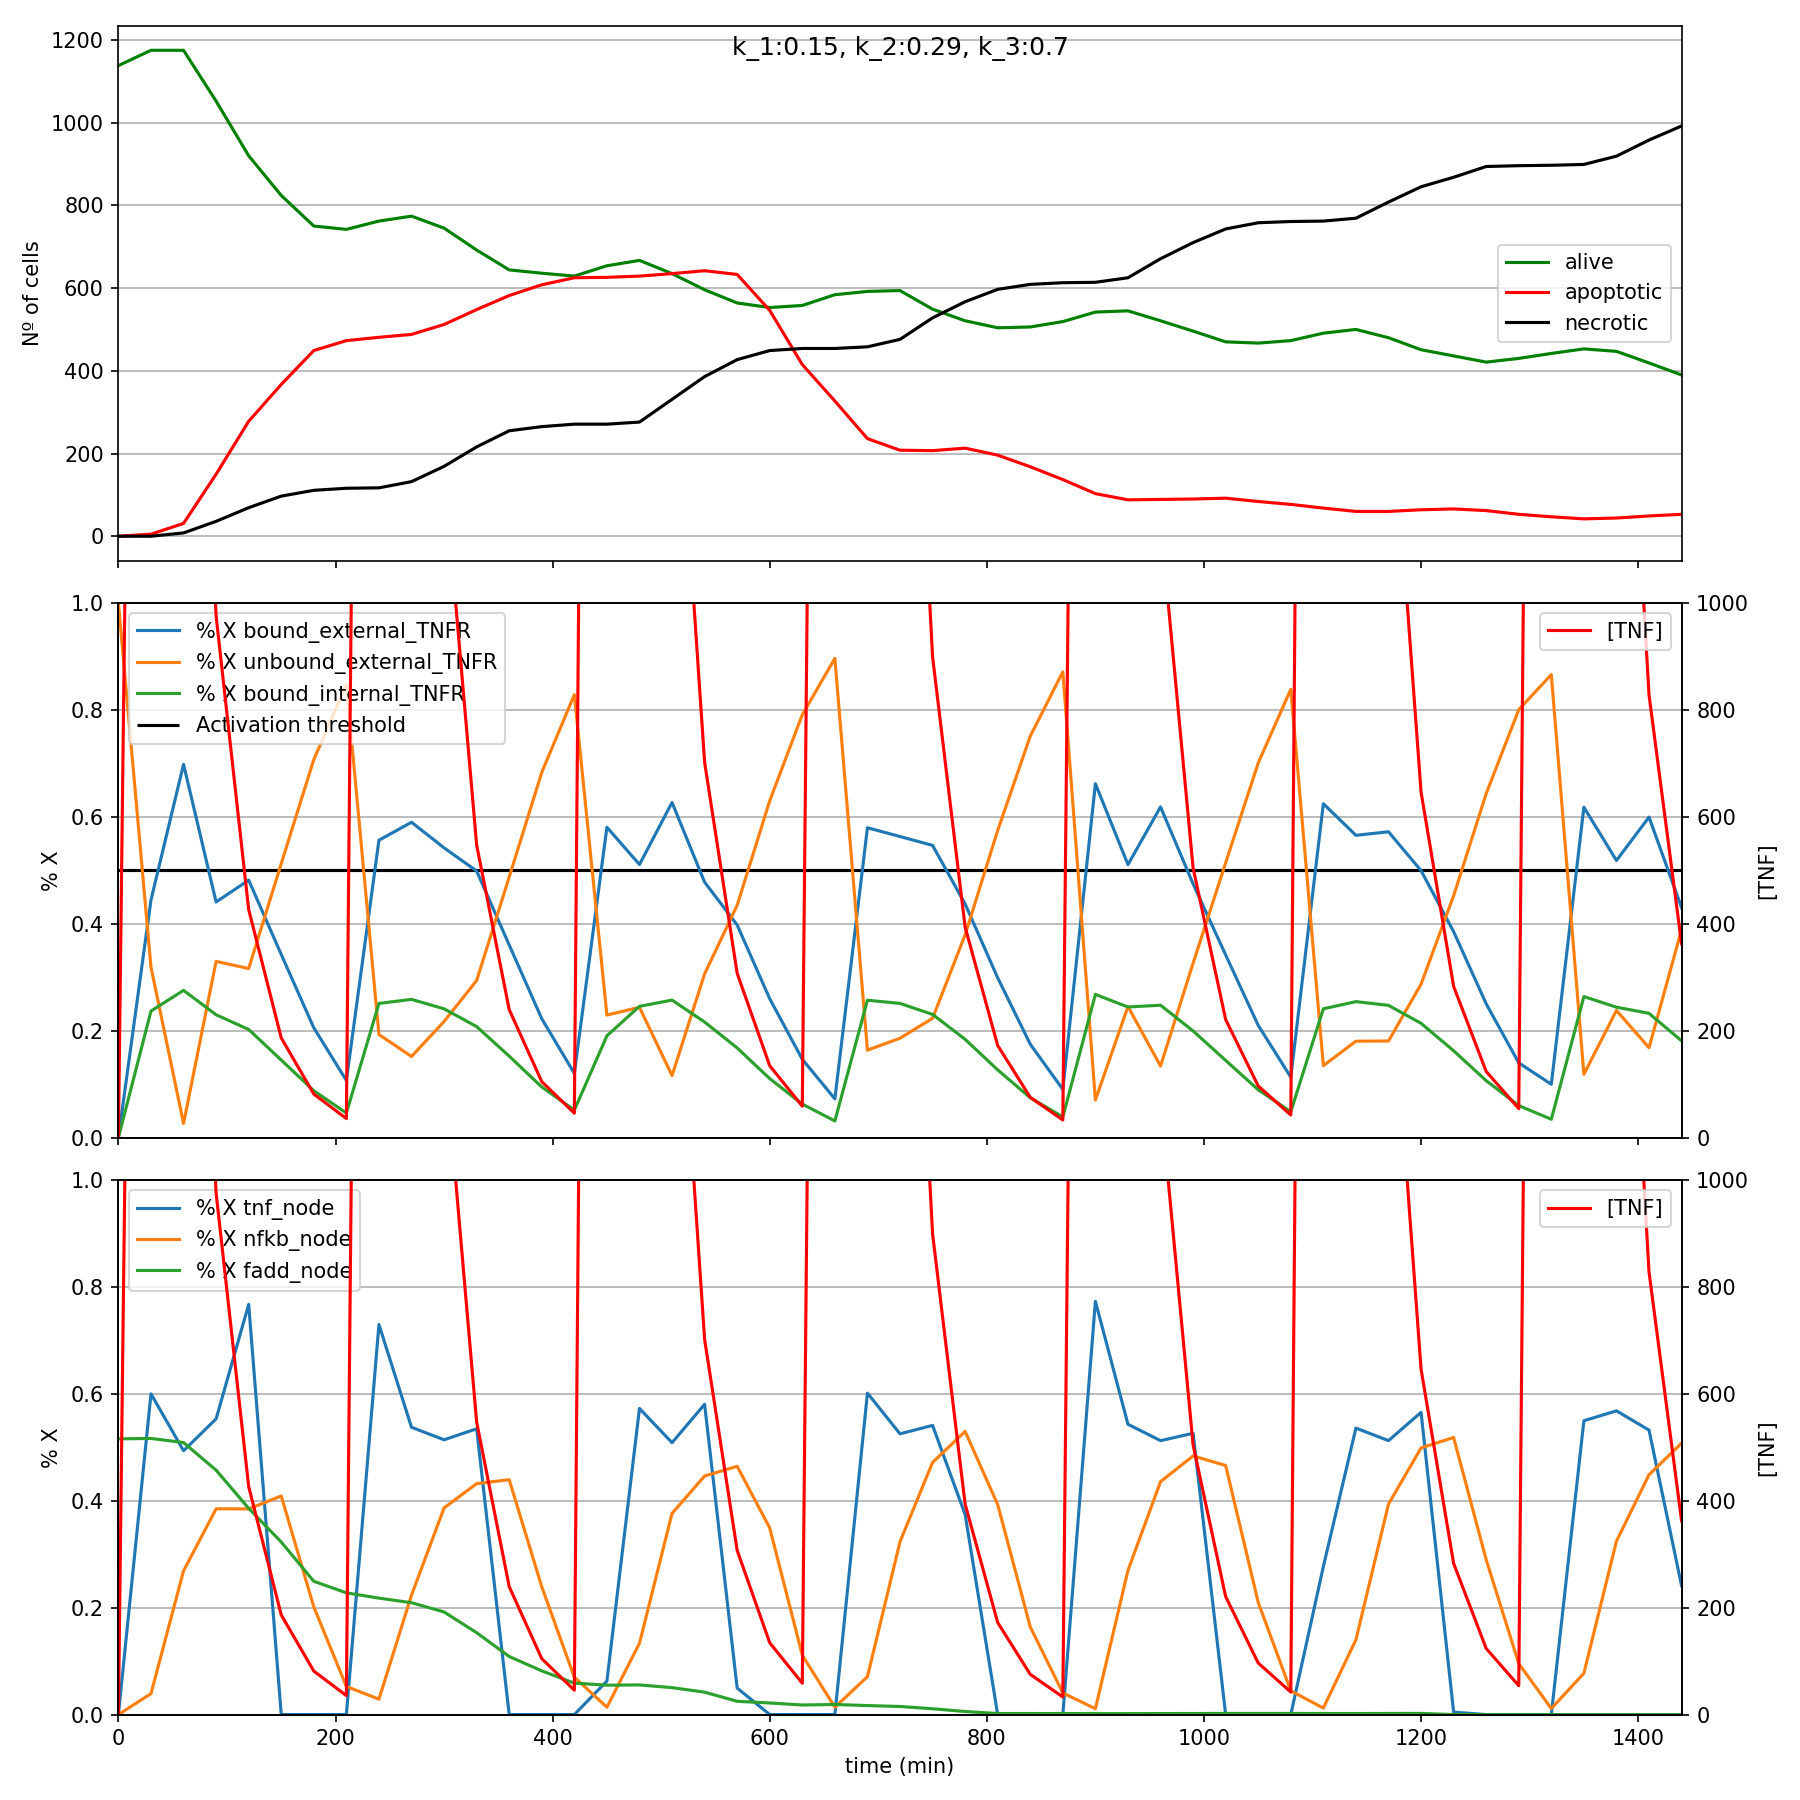 k_1:0.15, k_2:0.29, k_3:0.7
1200
1000
800
600
400
200
0
Nº of cells
alive
apoptotic
necrotic
1.0
0.8
0.6
0.4
0.2
0.0
% X
% X bound_external_TNFR
% X unbound_external_TNFR
% X bound_internal_TNFR
Activation threshold
[TNF]
1000
800
600
400
200
0
[TNF]
1.0
0.8
0.6
0.4
0.2
0.0
% X
% X tnf_node
% X nfkb_node
% X fadd_node
[TNF]
1000
800
600
400
200
0
[TNF]
0 200 400 600 800 1000 1200 1400
time (min)